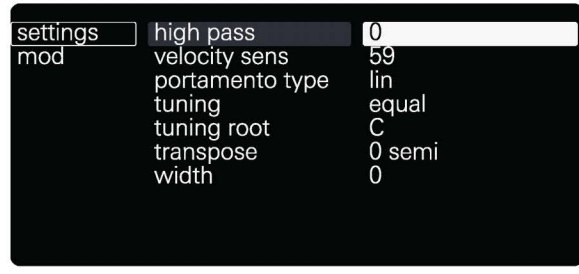 settings high pass 0
mod velocity sens 59
portamento type lin
tuning equal
tuning root C
transpose 0 semi
width 0